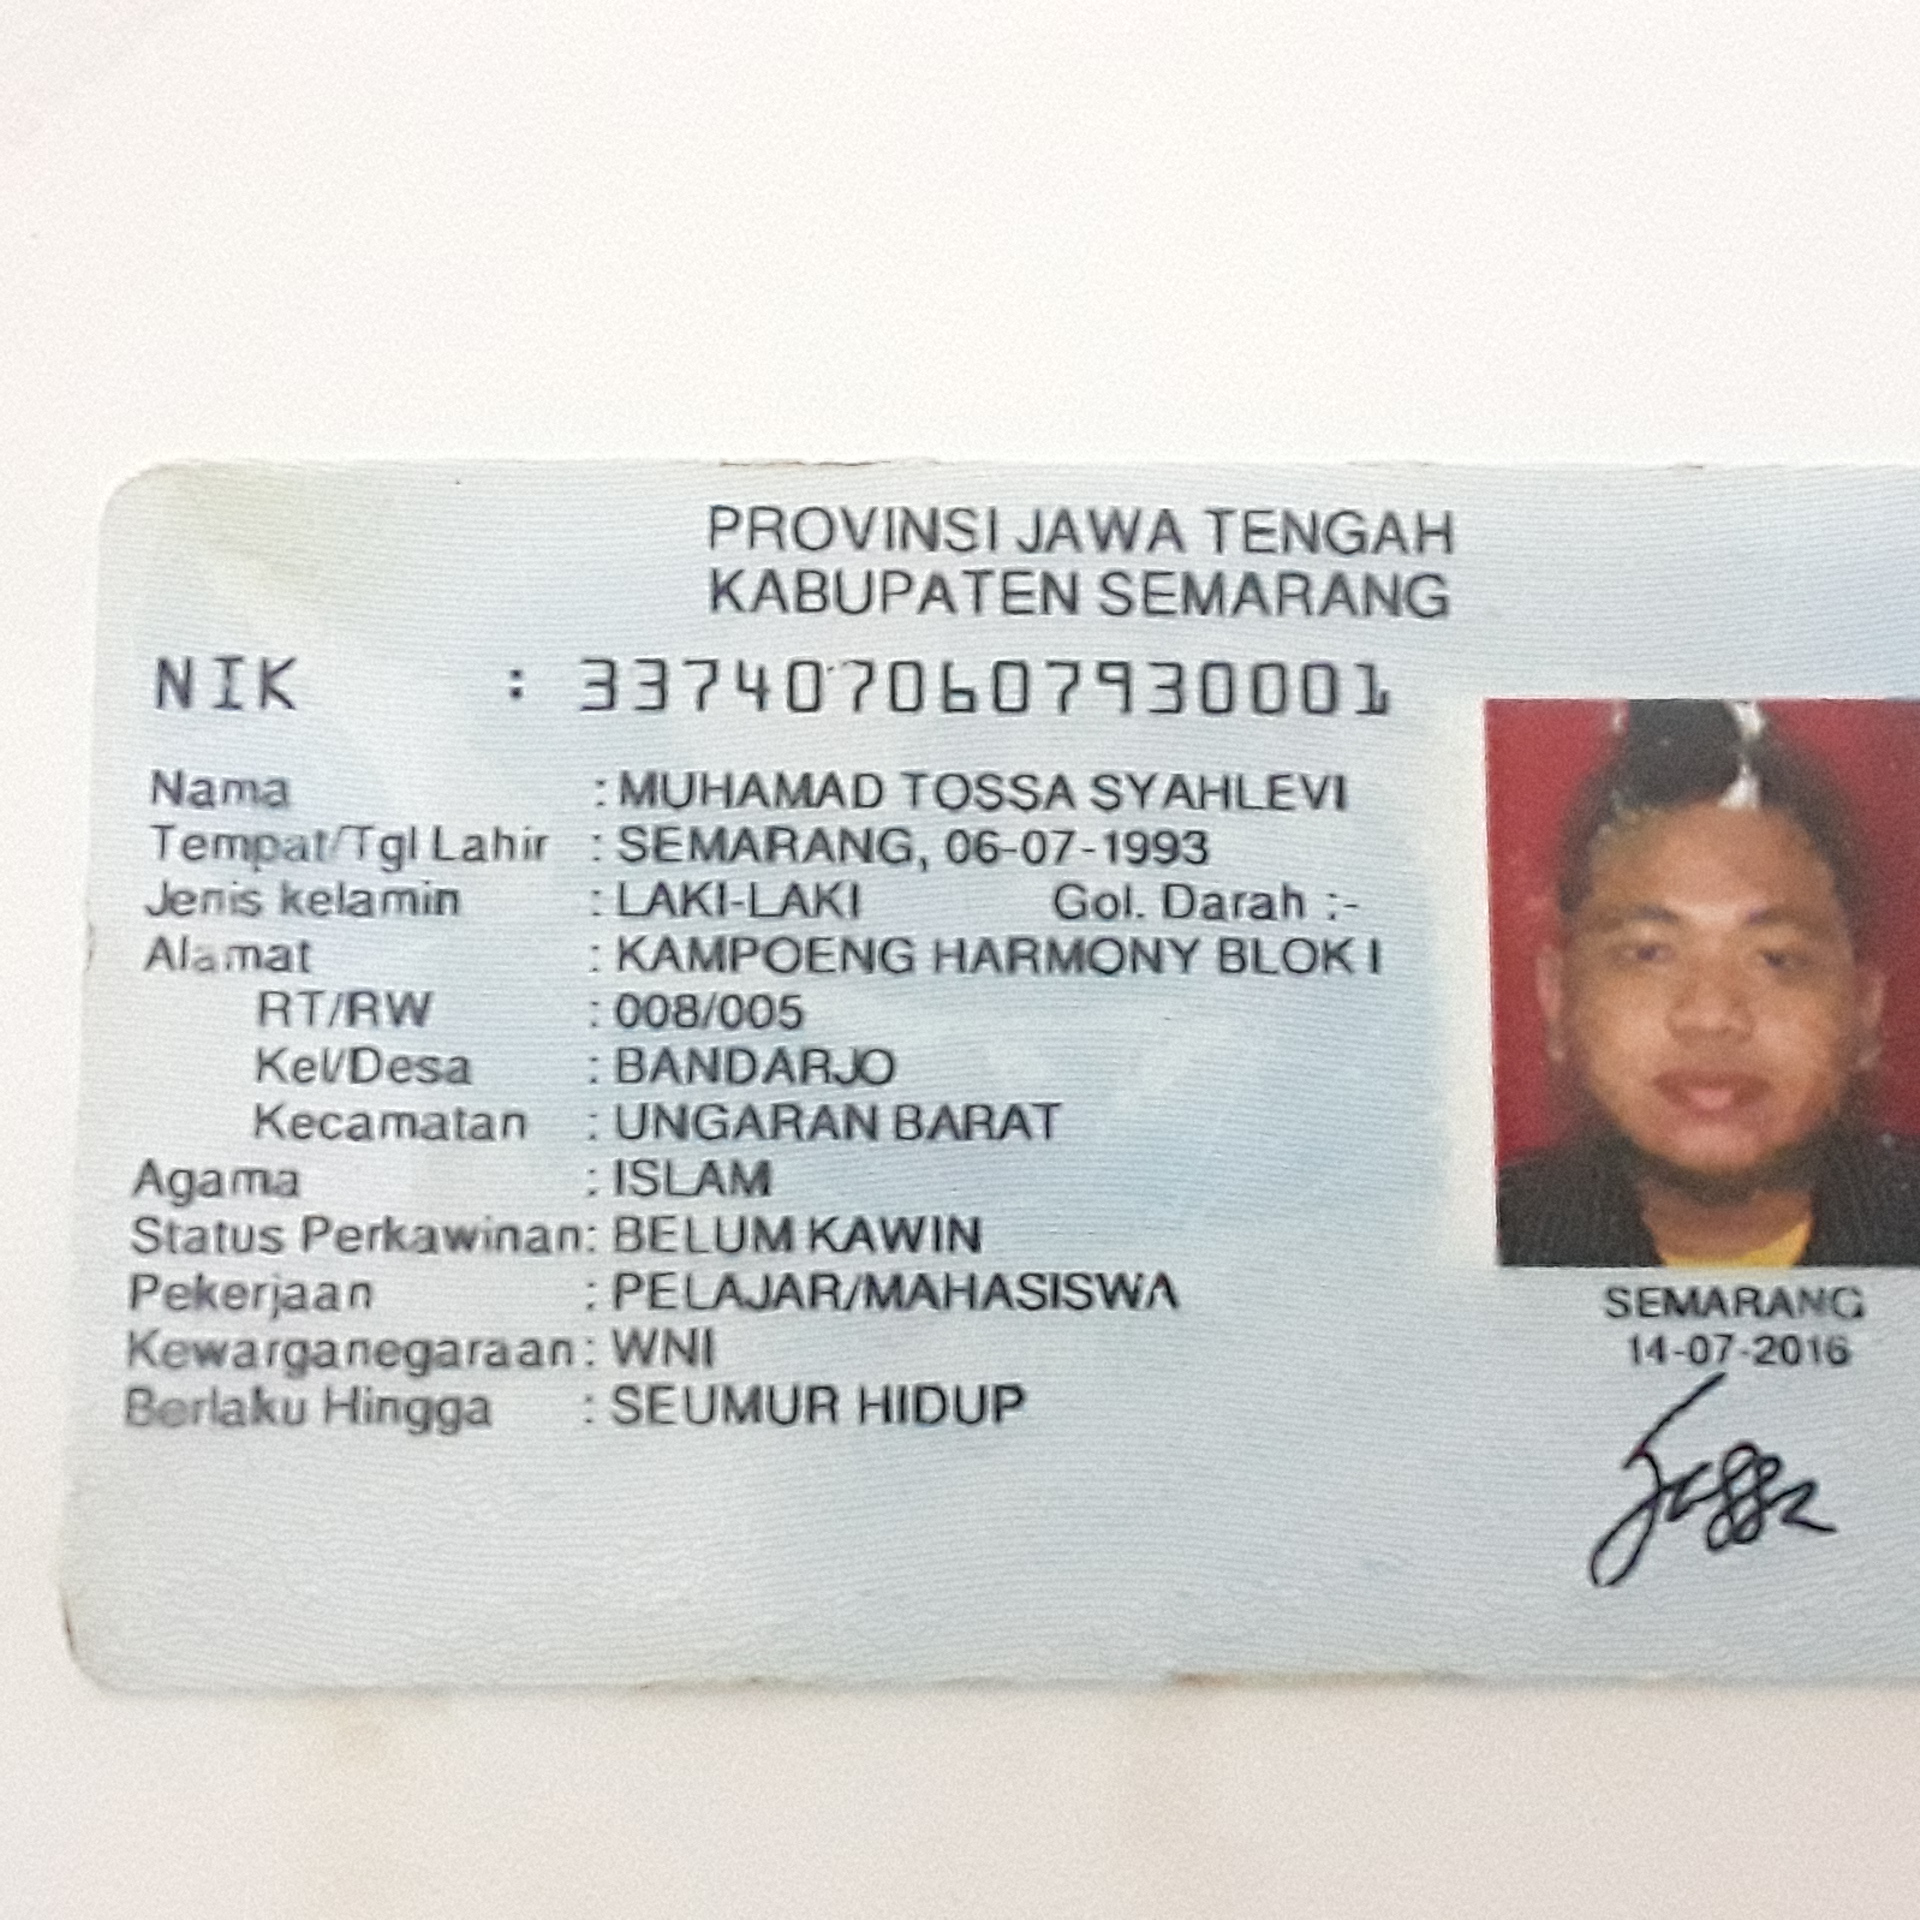 PROVINSI JAWA TENGAH
KABUPATEN SEMARANG
NIK : 3374070607930001
Nama : MUHAMAD TOSSA SYAHLEVI
Tempat/Tgl Lahir : SEMARANG, 06-07-1993
Jenis kelamin : LAKI-LAKI Gol. Darah :-
Alamat : KAMPOENG HARMONY BLOK I
RT/RW : 008/005
Kel/Desa : BANDARJO
Kecamatan : UNGARAN BARAT
Agama : ISLAM
Status Perkawinan: BELUM KAWIN
Pekerjaan : PELAJAR/MAHASISWA
Kewarganegaraan: WNI
Berlaku Hingga : SEUMUR HIDUP
SEMARANG
14-07-2016